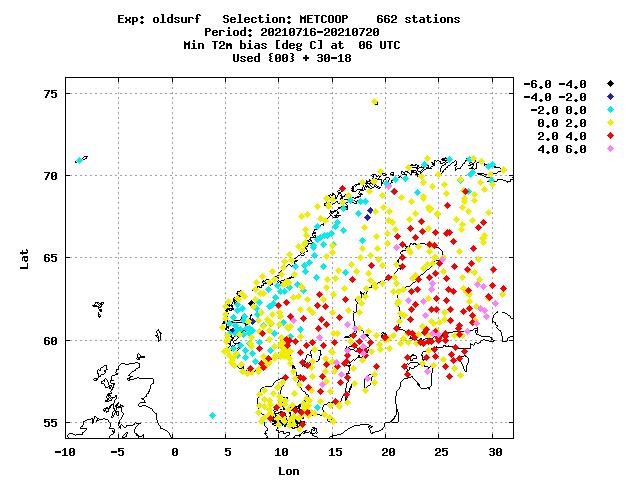 Exp: oldsurf Selection: METCOOP 662 stations
Period: 20210716-20210720
Min T2m bias [deg C] at 06 UTC
Used {00} + 30-18
-6.0 -4.0
-4.0 -2.0
-2.0 0.0
0.0 2.0
2.0 4.0
4.0 6.0
75
70
65
60
55
Lat
-10 -5 0 5 10 15 20 25 30
Lon